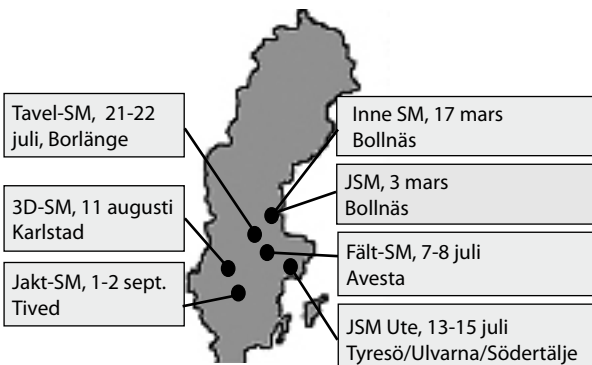 Tavel-SM, 21-22
juli, Borlänge
3D-SM, 11 augusti
Karlstad
Jakt-SM, 1-2 sept.
Tived
Inne SM, 17 mars
Bollnäs
JSM, 3 mars
Bollnäs
Fält-SM, 7-8 juli
Avesta
JSM Ute, 13-15 juli
Tyresö/Ulvarna/Södertälje